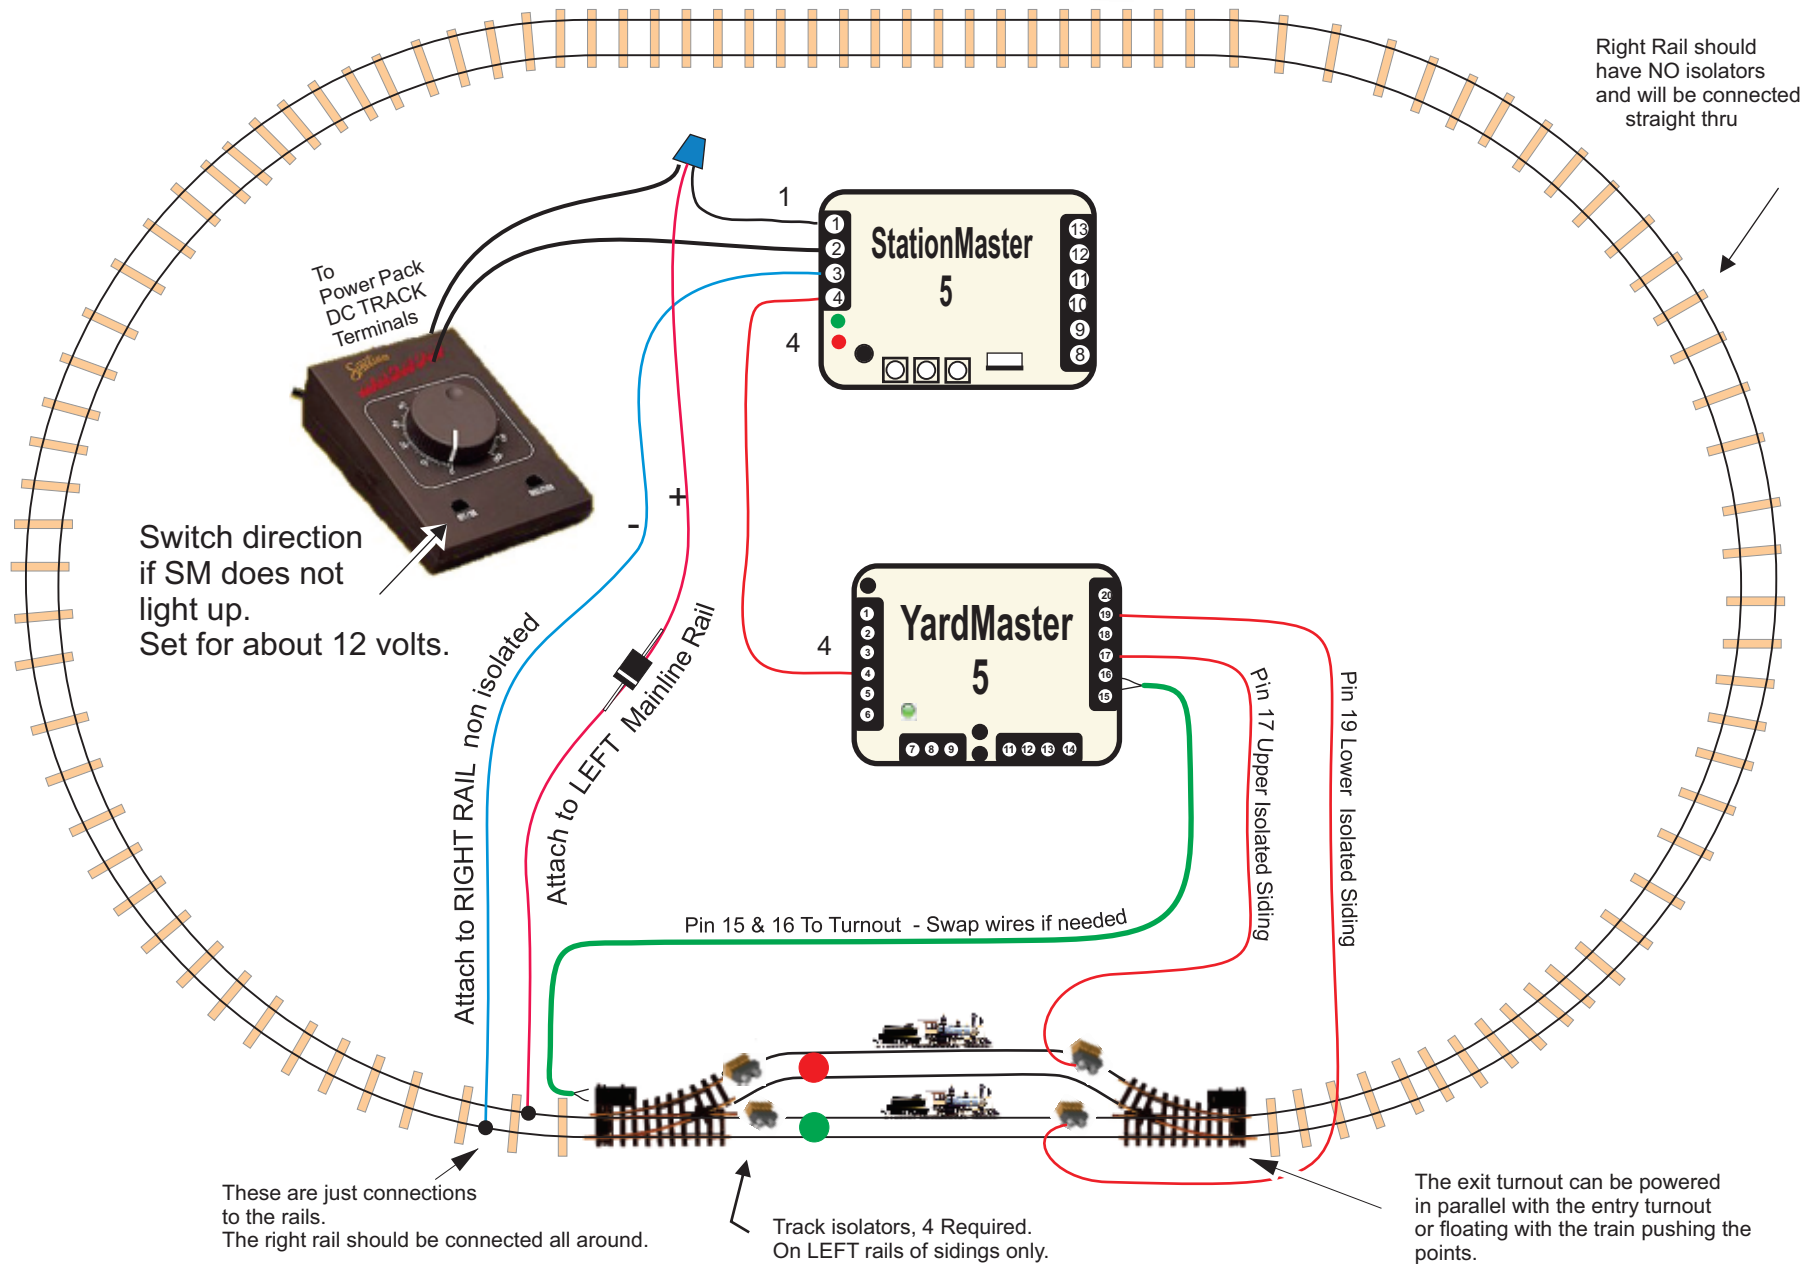 Right Rail should
have NO isolators
and will be connected
straight thru
1
StationMaster
5
1
2
3
4
13
12
11
10
9
8
4
To
Power Pack
DC TRACK
Terminals
Switch direction
if SM does not
light up.
Set for about 12 volts.
-
+
Attach to RIGHT RAIL non isolated
Attach to LEFT Mainline Rail
4
YardMaster
5
1
2
3
4
5
6
7 8 9
11 12 13 14
20
19
18
17
16
15
Pin 17 Upper Isolated Siding
Pin 19 Lower Isolated Siding
Pin 15 & 16 To Turnout - Swap wires if needed
These are just connections
to the rails.
The right rail should be connected all around.
Track isolators, 4 Required.
On LEFT rails of sidings only.
The exit turnout can be powered
in parallel with the entry turnout
or floating with the train pushing the
points.